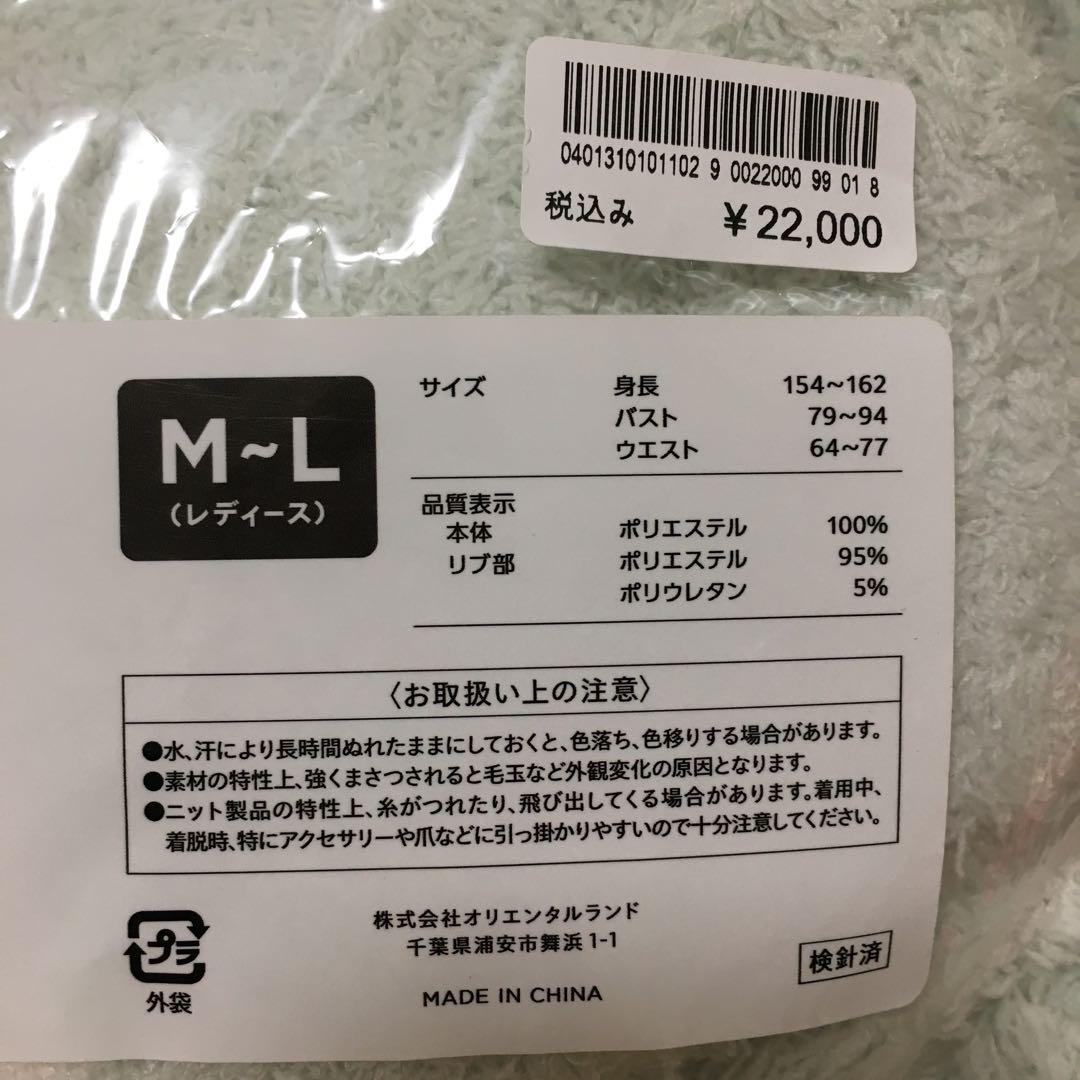 0401310101102 9 0022000 99 01 8
税込み ¥22,000
M~L
(レディース)
サイズ 身長 154~162
バスト 79~94
ウエスト 64~77
品質表示
本体 ポリエステル 100%
リブ部 ポリエステル 95%
ポリウレタン 5%
〈お取扱い上の注意〉
●水、汗により長時間ぬれたままにしておくと、色落ち、色移りする場合があります。
●素材の特性上、強くまさつされると毛玉など外観変化の原因となります。
●ニット製品の特性上、糸がつれたり、飛び出してくる場合があります。着用中、
着脱時、特にアクセサリーや爪などに引っ掛かりやすいので十分注意してください。
プラ
外袋
株式会社オリエンタルランド
千葉県浦安市舞浜1-1
MADE IN CHINA
検針済